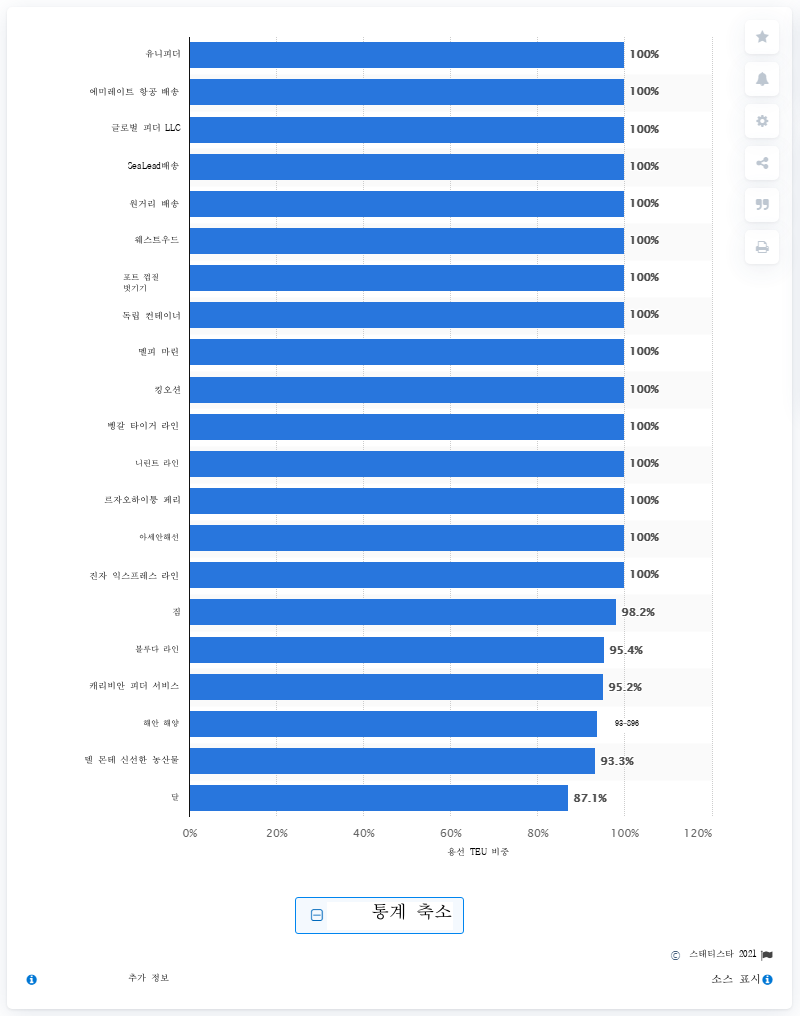 유니피더
100%
에미레이트 항공 배송
100%
글로벌 피더 LLC
100%
SeaLead배송
100%
원거리 배송
100%
웨스트우드
100%
포트 껍질
벗기기
100%
독립 컨테이너
100%
멜피 마린
100%
킹오션
100%
벵갈 타이거 라인
100%
니린트 라인
100%
르자오하이통 페리
100%
아세안해선
100%
진자 익스프레스 라인
100%
짐
98.2%
블루다 라인
95.4%
캐리비안 피더 서비스
95.2%
해안 해양
93-896
델 몬테 신선한 농산물
93.3%
달
87.1%
0% 20% 40% 60% 80% 100% 120%
용선 TEU 비중
통계 축소
© 스태티스타 2021
추가 정보
소스 표시